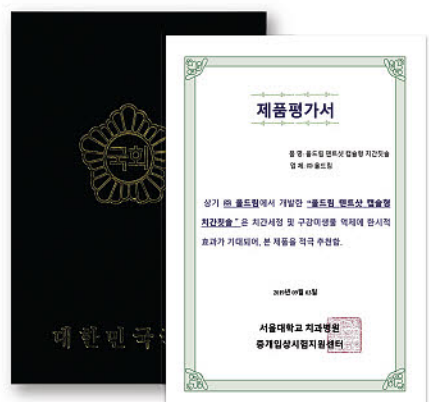 국회
대한민국
제품평가서
품 명: 올드림 덴트샷 캡슐형 치간칫솔
업 체: ㈜ 올드림
상기 ㈜ 올드림에서 개발한 "올드림 덴트샷 캡슐형
치간칫솔" 은 치간세정 및 구강미생물 억제에 한시적
효과가 기대되어, 본 제품을 적극 추천함.
2019년 09월 03일
서울대학교 치과병원
중개임상시험지원센터